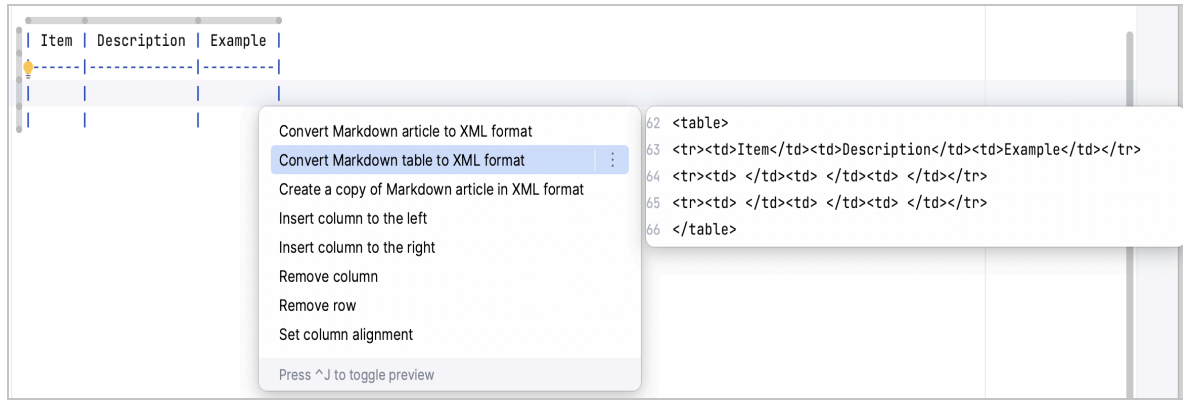 | Item | Description | Example |
|------|-------------|---------|
| | | |
| | |
Convert Markdown article to XML format
Convert Markdown table to XML format
Create a copy of Markdown article in XML format
Insert column to the left
Insert column to the right
Remove column
Remove row
Set column alignment
Press ^J to toggle preview
62 <table>
63 <tr><td>Item</td><td>Description</td><td>Example</td></tr>
64 <tr><td> </td><td> </td><td> </td></tr>
65 <tr><td> </td><td> </td><td> </td></tr>
66 </table>